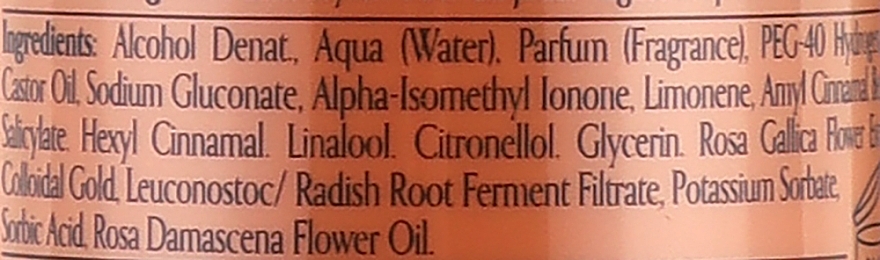 Ingredients: Alcohol Denat., Aqua (Water), Parfum (Fragrance), PEG-40
Castor Oil, Sodium Gluconate, Alpha-Isomethyl Ionone, Limonene, Amyl Cinnamal
Salicylate, Hexyl Cinnamal, Linalool, Citronellol, Glycerin, Rosa Gallica Flower
Colloidal Gold, Leuconostoc/ Radish Root Ferment Filtrate, Potassium Sorbate,
Sorbic Acid, Rosa Damascena Flower Oil.